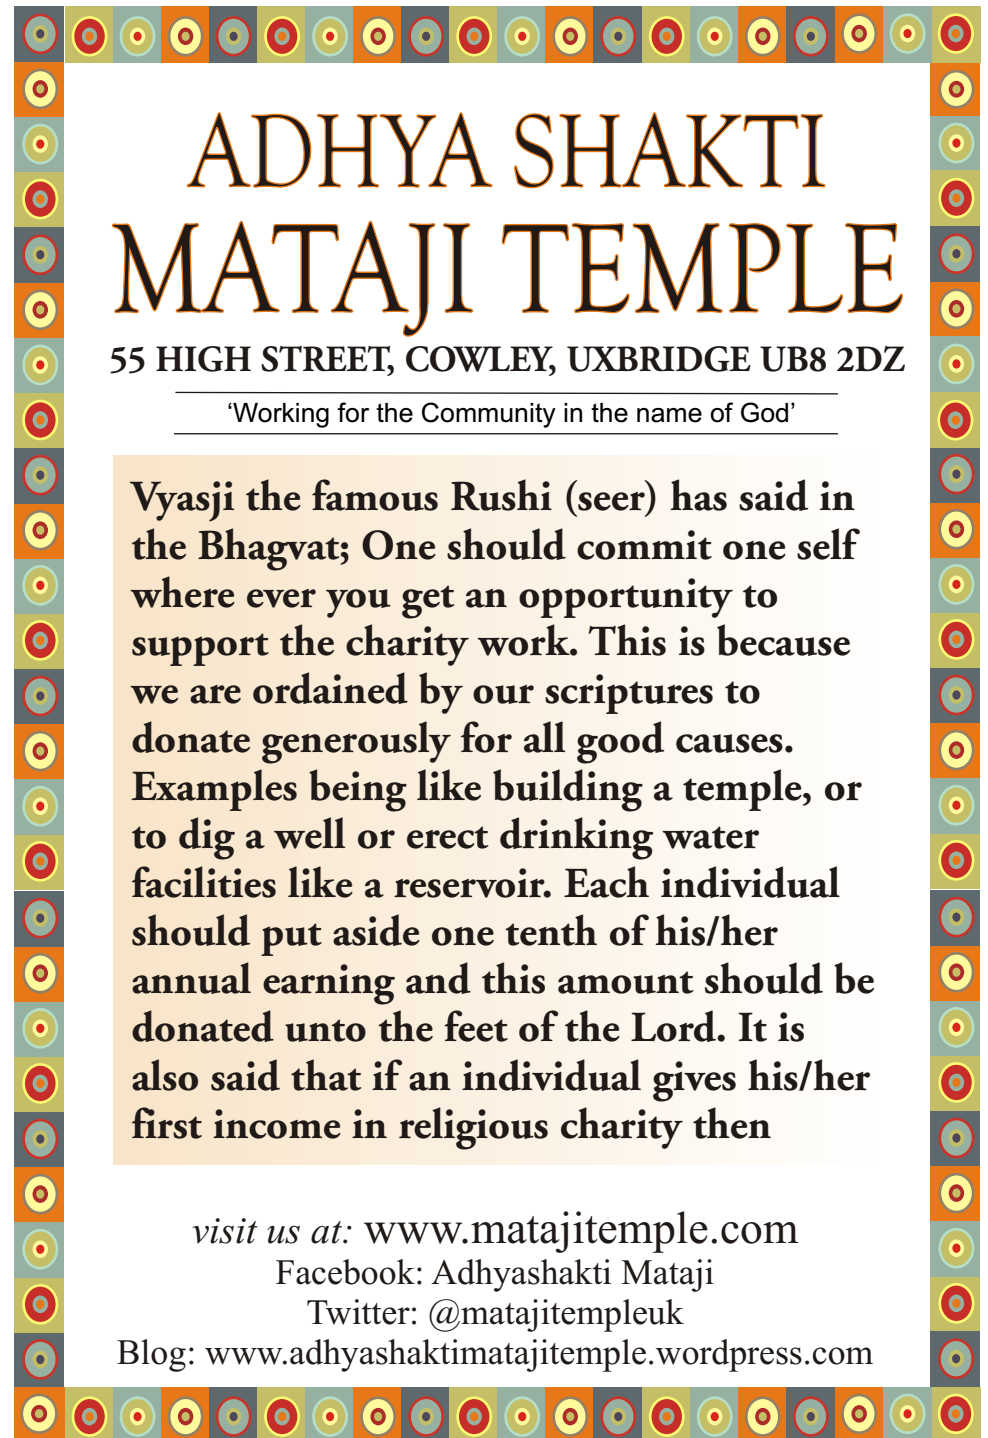 ADHYA SHAKTI
MATAJI TEMPLE
55 HIGH STREET, COWLEY, UXBRIDGE UB8 2DZ
‘Working for the Community in the name of God’
Vyasji the famous Rushi (seer) has said in
the Bhagvat; One should commit one self
where ever you get an opportunity to
support the charity work. This is because
we are ordained by our scriptures to
donate generously for all good causes.
Examples being like building a temple, or
to dig a well or erect drinking water
facilities like a reservoir. Each individual
should put aside one tenth of his/her
annual earning and this amount should be
donated unto the feet of the Lord. It is
also said that if an individual gives his/her
first income in religious charity then
visit us at: www.matajitemple.com
Facebook: Adhyashakti Mataji
Twitter: @matajitempleuk
Blog: www.adhyashaktimatajitemple.wordpress.com